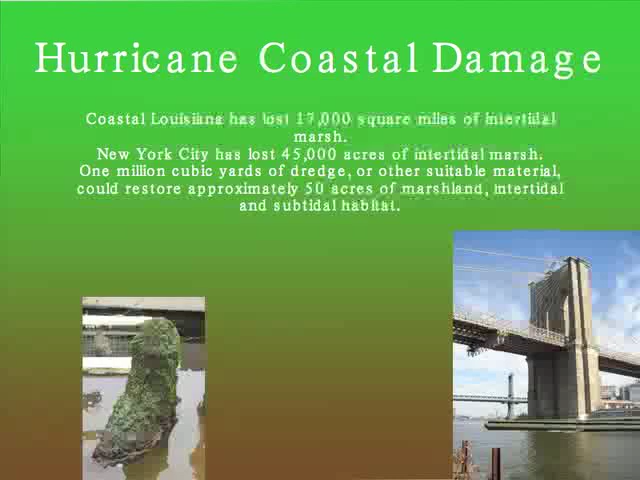 Hurricane Coastal Damage
Coastal Louisiana has lost 17,000 square miles of intertidal
marsh.
New York City has lost 45,000 acres of intertidal marsh.
One million cubic yards of dredge, or other suitable material,
could restore approximately 50 acres of marshland, intertidal
and subtidal habitat.